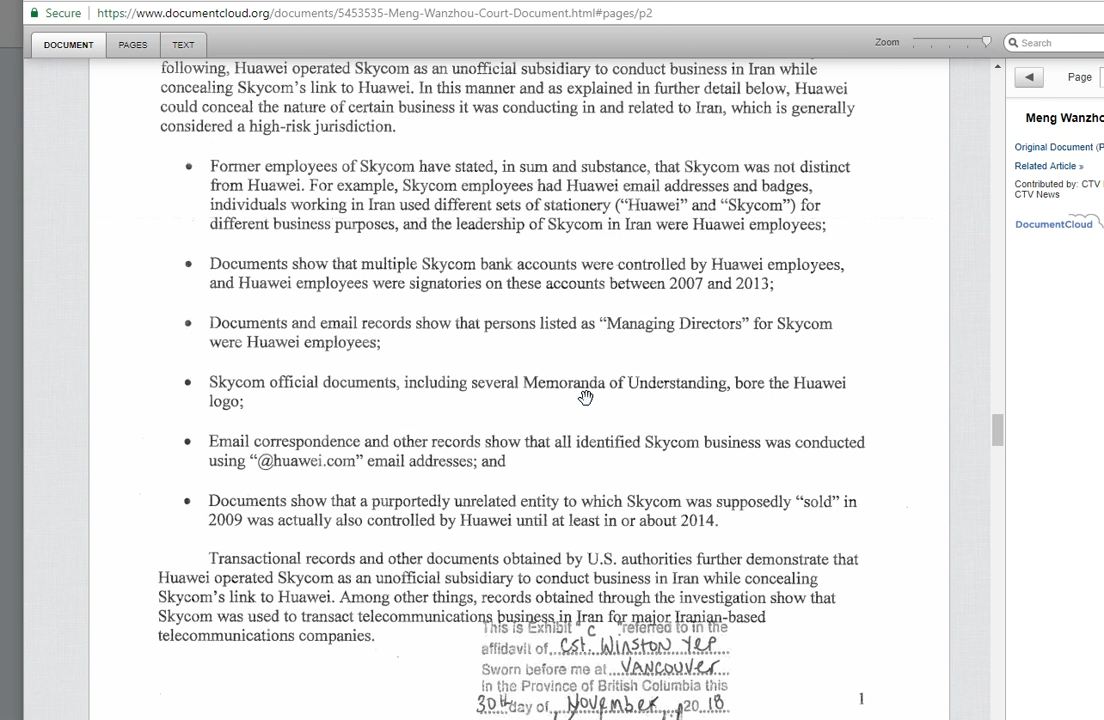 Secure https://www.documentcloud.org/documents/5453535-Meng-Wanzhou-Court-Document.html#pages/p2
DOCUMENT PAGES TEXT Zoom Search
Page
Meng Wanzho
Original Document (P
Related Article »
Contributed by: CTV
CTV News
DocumentCloud
following, Huawei operated Skycom as an unofficial subsidiary to conduct business in Iran while
concealing Skycom's link to Huawei. In this manner and as explained in further detail below, Huawei
could conceal the nature of certain business it was conducting in and related to Iran, which is generally
considered a high-risk jurisdiction.
• Former employees of Skycom have stated, in sum and substance, that Skycom was not distinct
from Huawei. For example, Skycom employees had Huawei email addresses and badges,
individuals working in Iran used different sets of stationery (“Huawei” and “Skycom”) for
different business purposes, and the leadership of Skycom in Iran were Huawei employees;
• Documents show that multiple Skycom bank accounts were controlled by Huawei employees,
and Huawei employees were signatories on these accounts between 2007 and 2013;
• Documents and email records show that persons listed as “Managing Directors” for Skycom
were Huawei employees;
• Skycom official documents, including several Memoranda of Understanding, bore the Huawei
logo;
• Email correspondence and other records show that all identified Skycom business was conducted
using “@huawei.com” email addresses; and
• Documents show that a purportedly unrelated entity to which Skycom was supposedly “sold” in
2009 was actually also controlled by Huawei until at least in or about 2014.
Transactional records and other documents obtained by U.S. authorities further demonstrate that
Huawei operated Skycom as an unofficial subsidiary to conduct business in Iran while concealing
Skycom's link to Huawei. Among other things, records obtained through the investigation show that
Skycom was used to transact telecommunications business in Iran for major Iranian-based
telecommunications companies.
This is Exhibit " C "referred to in the
affidavit of Cst. Winston Yep
Sworn before me at Vancouver
in the Province of British Columbia this
30th day of November, 2018
1